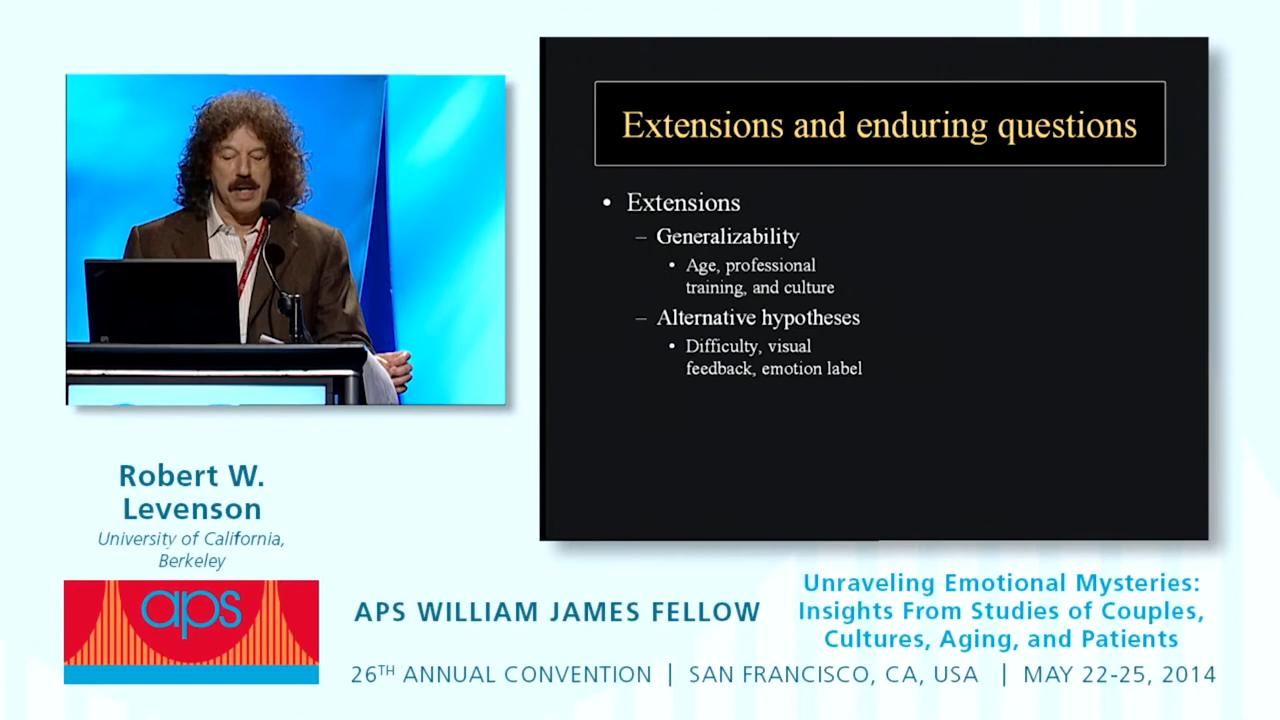 Extensions and enduring questions
• Extensions
– Generalizability
• Age, professional
training, and culture
– Alternative hypotheses
• Difficulty, visual
feedback, emotion label
Robert W.
Levenson
University of California,
Berkeley
aps
APS WILLIAM JAMES FELLOW
Unraveling Emotional Mysteries:
Insights From Studies of Couples,
Cultures, Aging, and Patients
26TH ANNUAL CONVENTION | SAN FRANCISCO, CA, USA | MAY 22-25, 2014